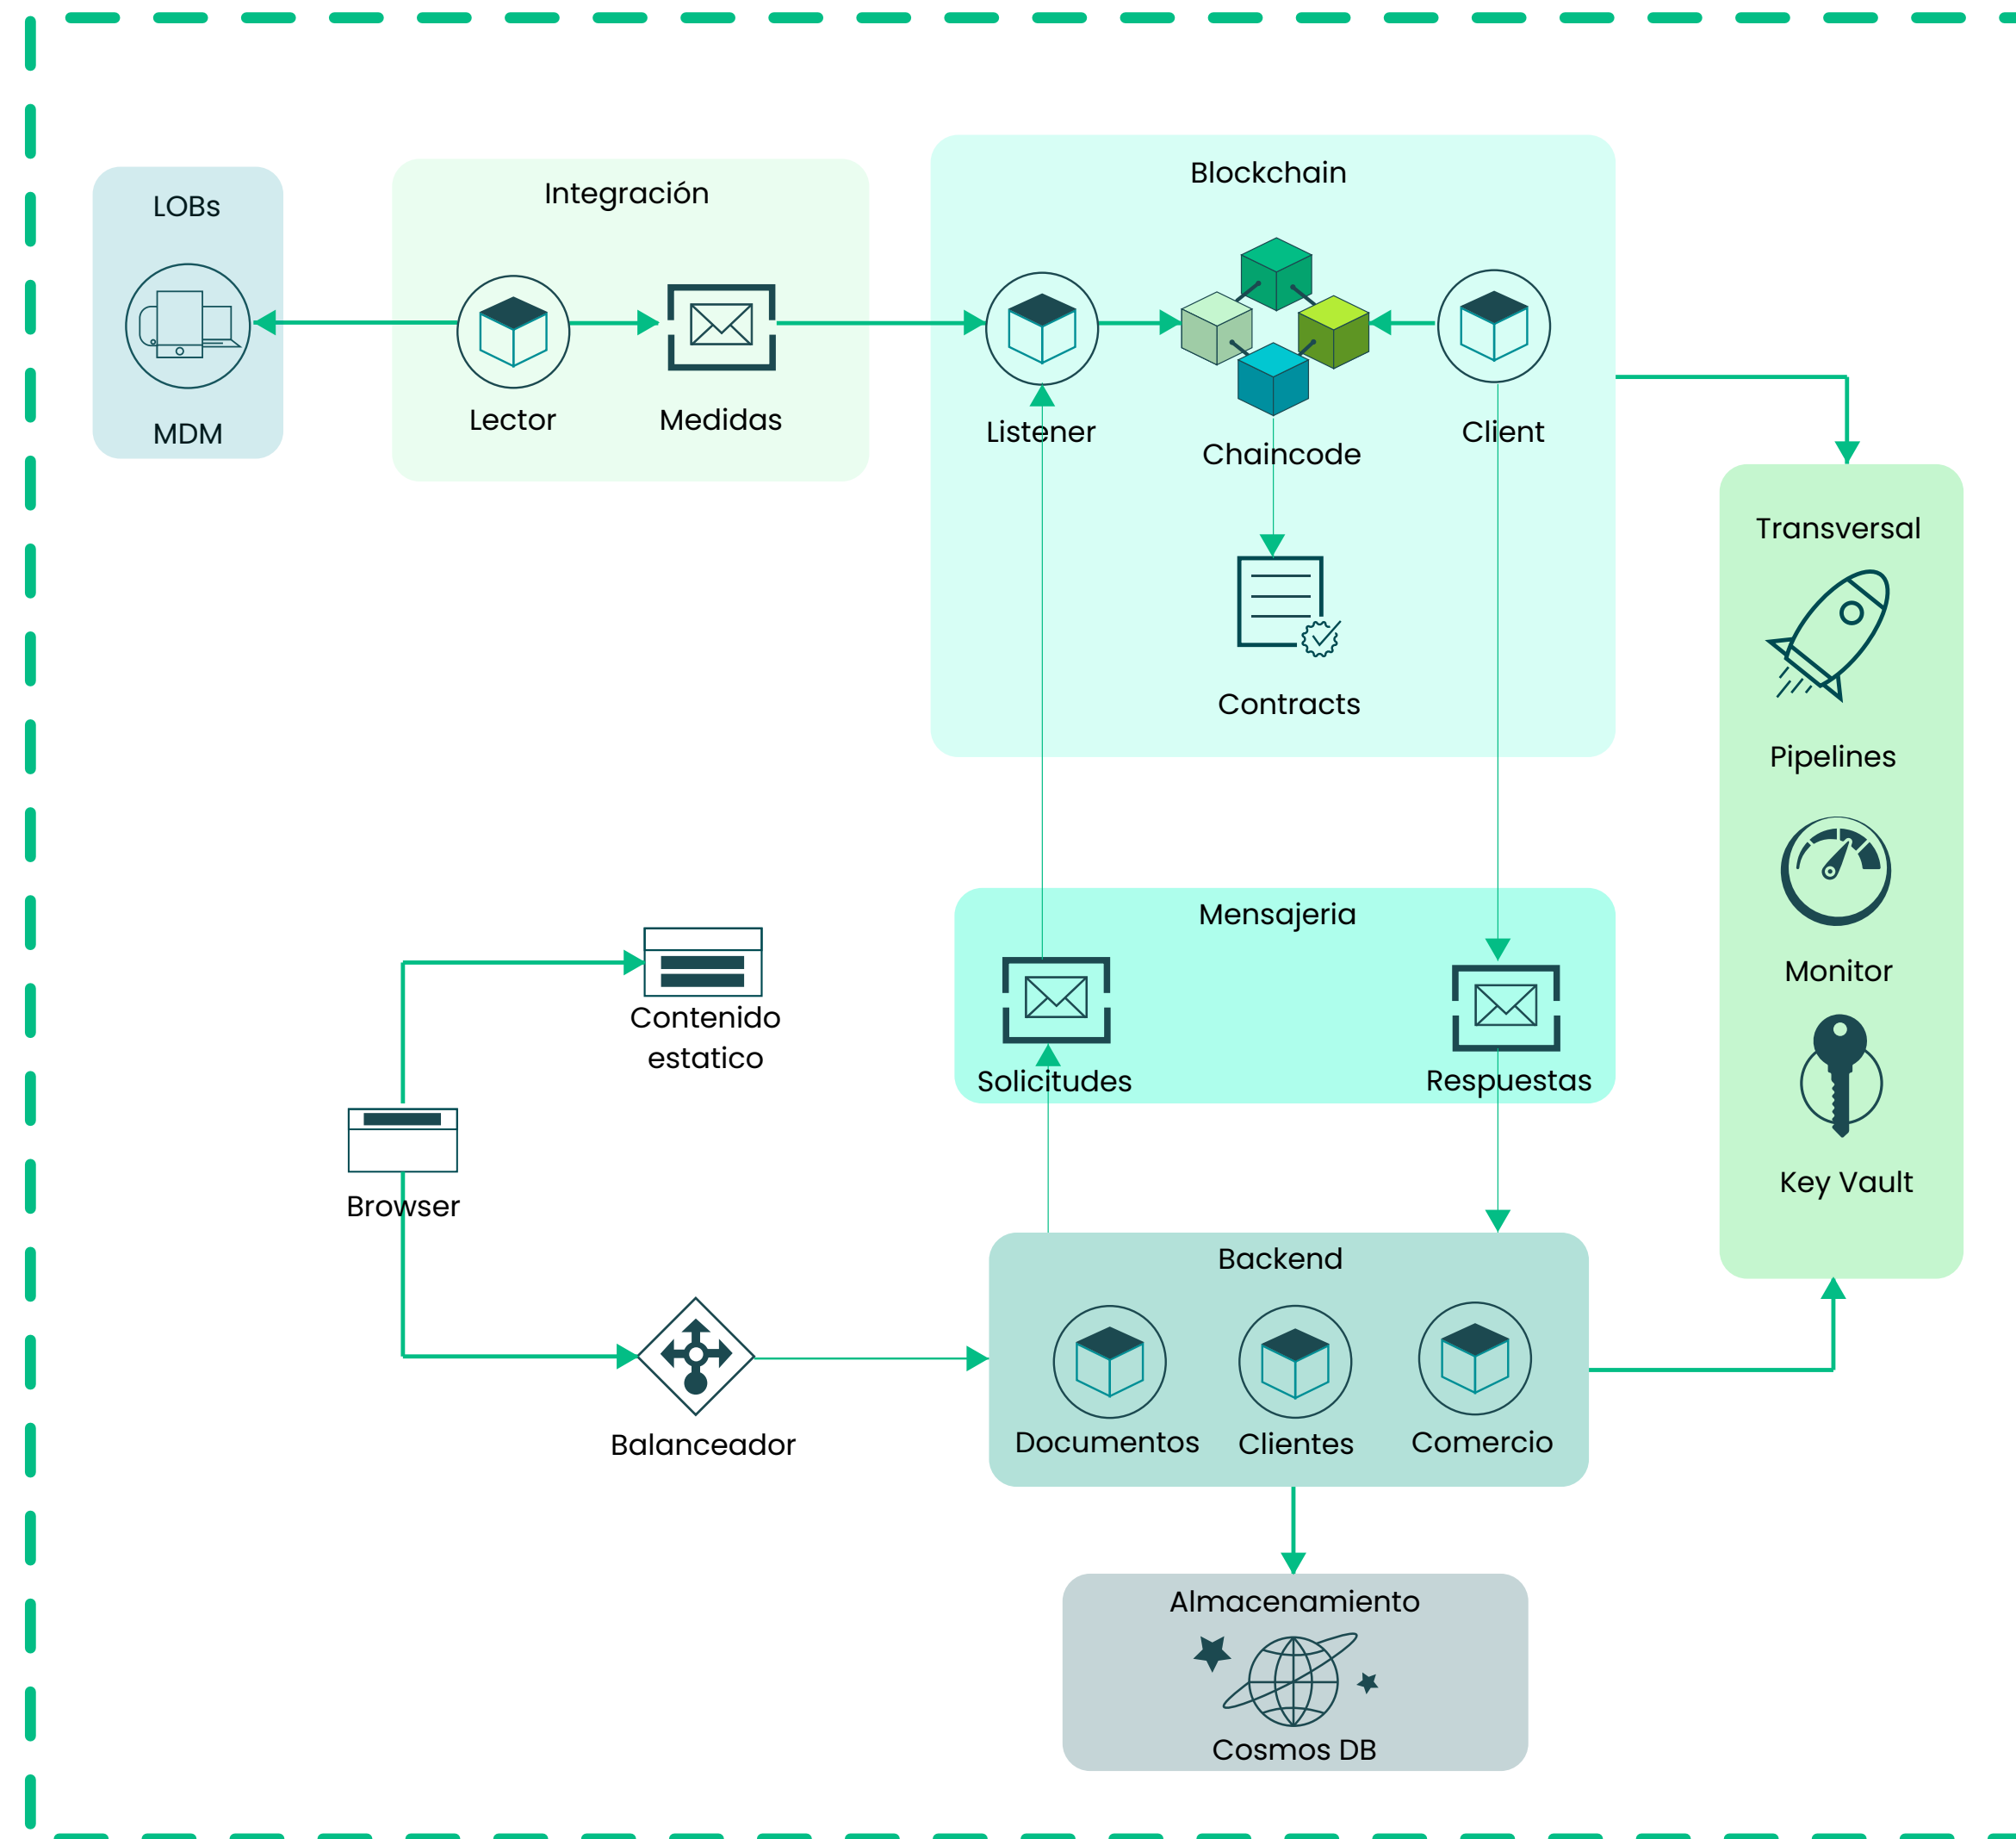 LOBs
MDM
Integración
Lector
Medidas
Blockchain
Listener
Chaincode
Client
Contracts
Transversal
Pipelines
Monitor
Key Vault
Mensajeria
Solicitudes
Respuestas
Contenido
estatico
Browser
Balanceador
Backend
Documentos
Clientes
Comercio
Almacenamiento
Cosmos DB